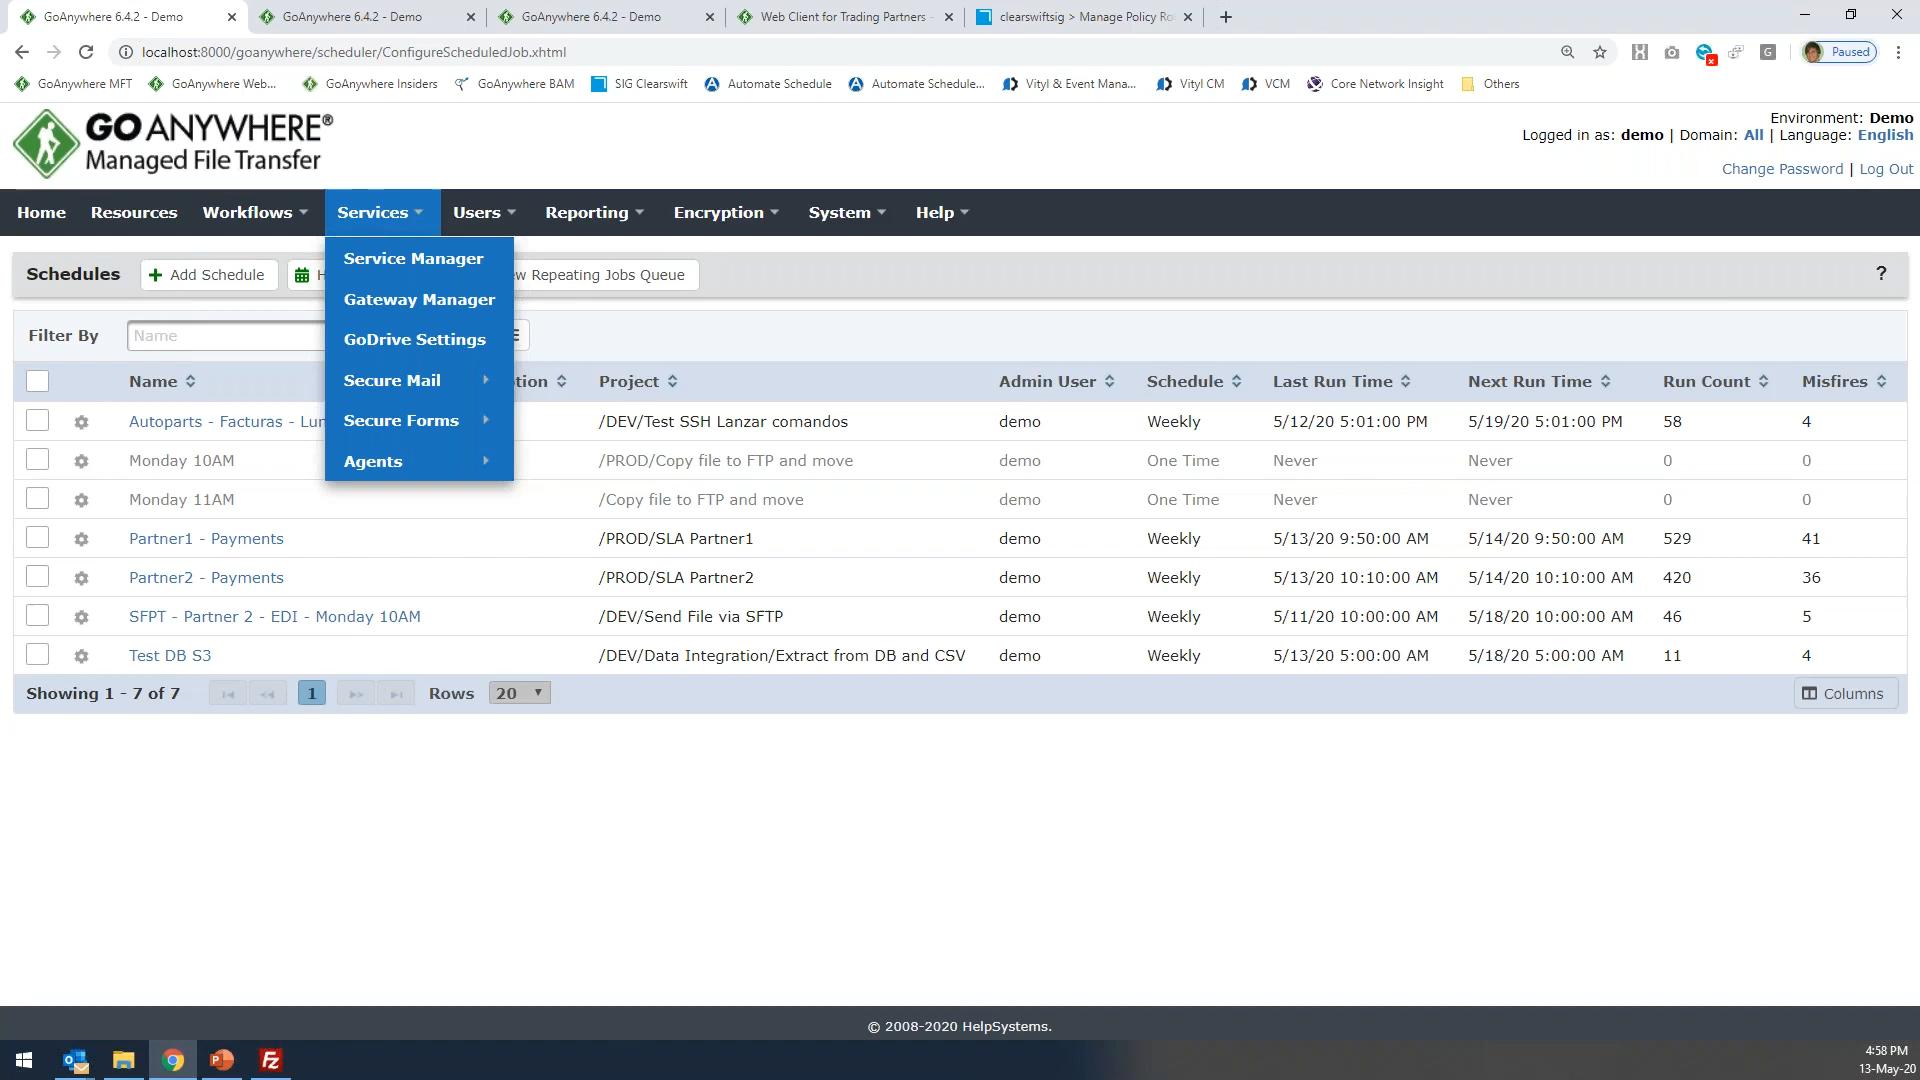 GoAnywhere 6.4.2 - Demo
GoAnywhere 6.4.2 - Demo
GoAnywhere 6.4.2 - Demo
Web Client for Trading Partners
clearswiftsig > Manage Policy Ro
localhost:8000/goanywhere/scheduler/ConfigureScheduledJob.xhtml
Paused
GoAnywhere MFT
GoAnywhere Web...
GoAnywhere Insiders
GoAnywhere BAM
SIG Clearswift
Automate Schedule
Automate Schedule...
Vityl & Event Mana...
Vityl CM
VCM
Core Network Insight
Others
GO ANYWHERE®
Managed File Transfer
Environment: Demo
Logged in as: demo | Domain: All | Language: English
Change Password | Log Out
Home Resources Workflows Services Users Reporting Encryption System Help
Service Manager
Gateway Manager
GoDrive Settings
Secure Mail
Secure Forms
Agents
Schedules + Add Schedule H ew Repeating Jobs Queue ?
Filter By Name
Name tion Project Admin User Schedule Last Run Time Next Run Time Run Count Misfires
Autoparts - Facturas - Lun /DEV/Test SSH Lanzar comandos demo Weekly 5/12/20 5:01:00 PM 5/19/20 5:01:00 PM 58 4
Monday 10AM /PROD/Copy file to FTP and move demo One Time Never Never 0 0
Monday 11AM /Copy file to FTP and move demo One Time Never Never 0 0
Partner1 - Payments /PROD/SLA Partner1 demo Weekly 5/13/20 9:50:00 AM 5/14/20 9:50:00 AM 529 41
Partner2 - Payments /PROD/SLA Partner2 demo Weekly 5/13/20 10:10:00 AM 5/14/20 10:10:00 AM 420 36
SFPT - Partner 2 - EDI - Monday 10AM /DEV/Send File via SFTP demo Weekly 5/11/20 10:00:00 AM 5/18/20 10:00:00 AM 46 5
Test DB S3 /DEV/Data Integration/Extract from DB and CSV demo Weekly 5/13/20 5:00:00 AM 5/18/20 5:00:00 AM 11 4
Showing 1 - 7 of 7 1 Rows 20 Columns
© 2008-2020 HelpSystems.
4:58 PM
13-May-20